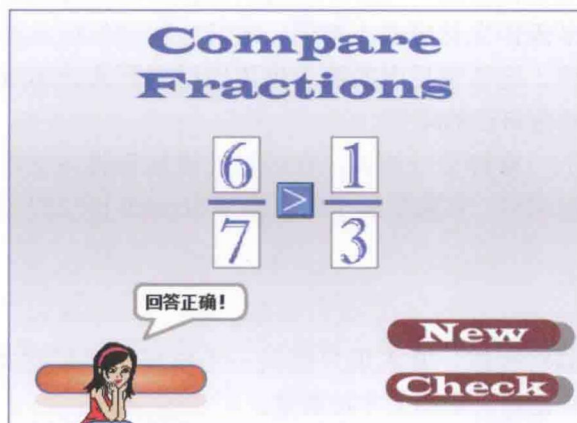 Compare
Fractions
6 > 1
7 3
回答正确!
New
Check